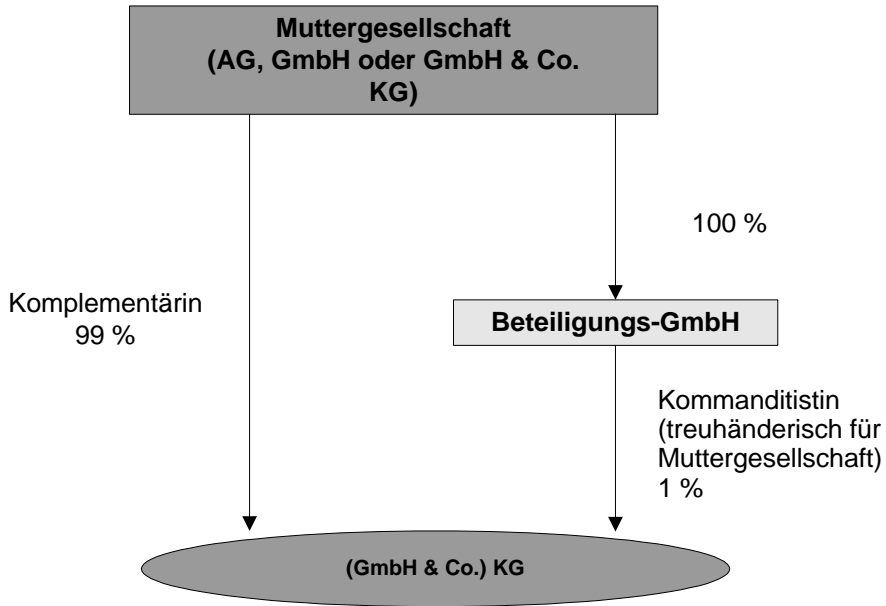 Muttergesellschaft
(AG, GmbH oder GmbH & Co.
KG)
100 %
Komplementärin
99 %
Beteiligungs-GmbH
Kommanditistin
(treuhänderisch für
Muttergesellschaft)
1 %
(GmbH & Co.) KG